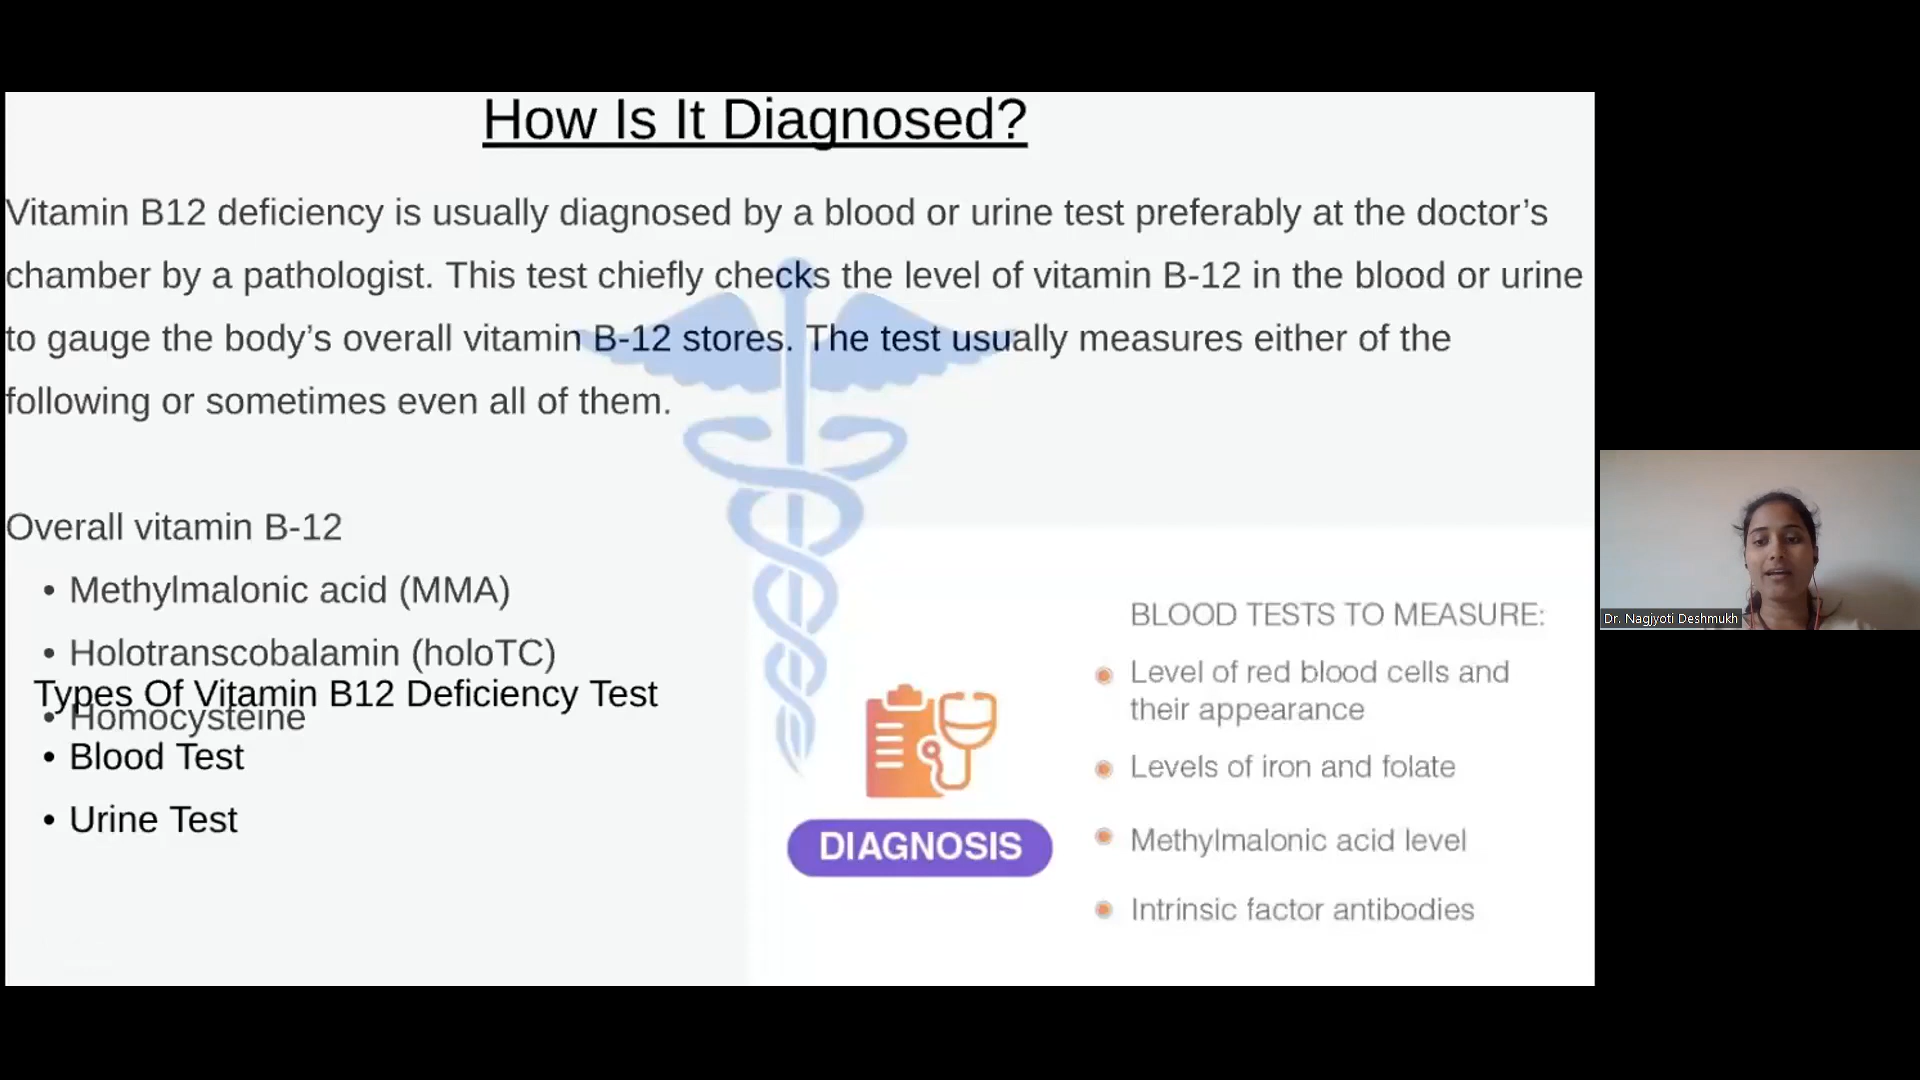 How Is It Diagnosed?
Vitamin B12 deficiency is usually diagnosed by a blood or urine test preferably at the doctor’s
chamber by a pathologist. This test chiefly checks the level of vitamin B-12 in the blood or urine
to gauge the body’s overall vitamin B-12 stores. The test usually measures either of the
following or sometimes even all of them.
Overall vitamin B-12
• Methylmalonic acid (MMA)
• Holotranscobalamin (holoTC)
Types Of Vitamin B12 Deficiency Test
• Homocysteine
• Blood Test
• Urine Test
DIAGNOSIS
BLOOD TESTS TO MEASURE:
Level of red blood cells and
their appearance
Levels of iron and folate
Methylmalonic acid level
Intrinsic factor antibodies
Dr. Nagjyoti Deshmukh